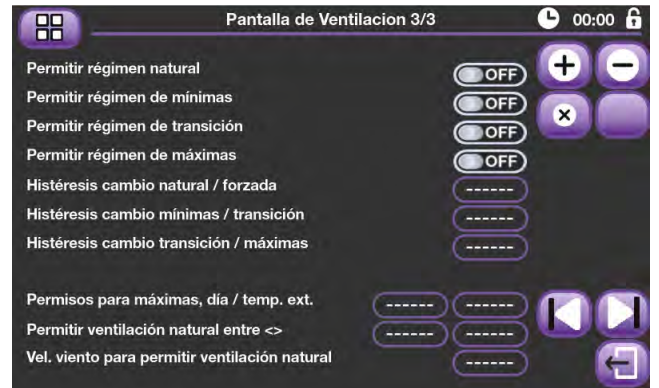 Pantalla de Ventilacion 3/3 00:00
Permitir régimen natural OFF
Permitir régimen de mínimas OFF
Permitir régimen de transición OFF
Permitir régimen de máximas OFF
Histéresis cambio natural / forzada ------
Histéresis cambio mínimas / transición ------
Histéresis cambio transición / máximas ------
Permisos para máximas, día / temp. ext. ------ ------
Permitir ventilación natural entre <> ------ ------
Vel. viento para permitir ventilación natural ------